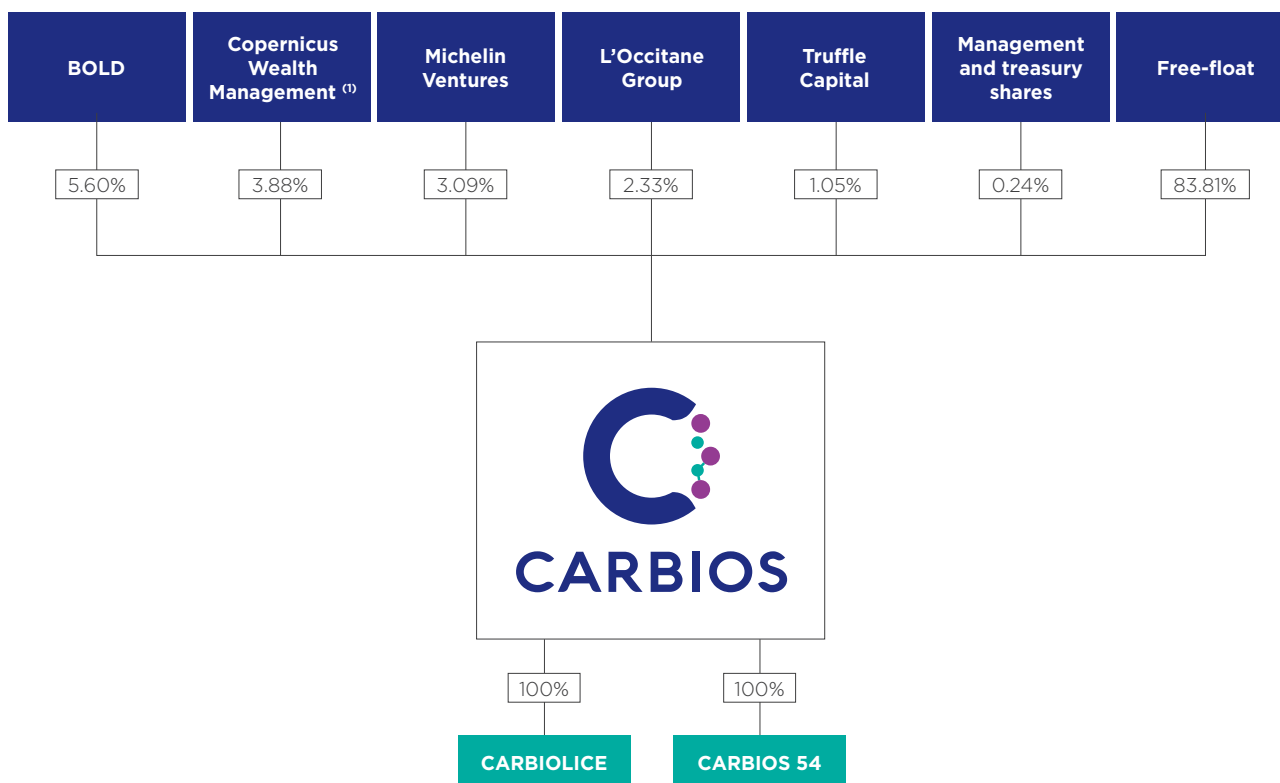 BOLD
Copernicus
Wealth
Management (1)
Michelin
Ventures
L'Occitane
Group
Truffle
Capital
Management
and treasury
shares
Free-float
5.60%
3.88%
3.09%
2.33%
1.05%
0.24%
83.81%
CARBIOS
100%
100%
CARBIOLICE
CARBIOS 54